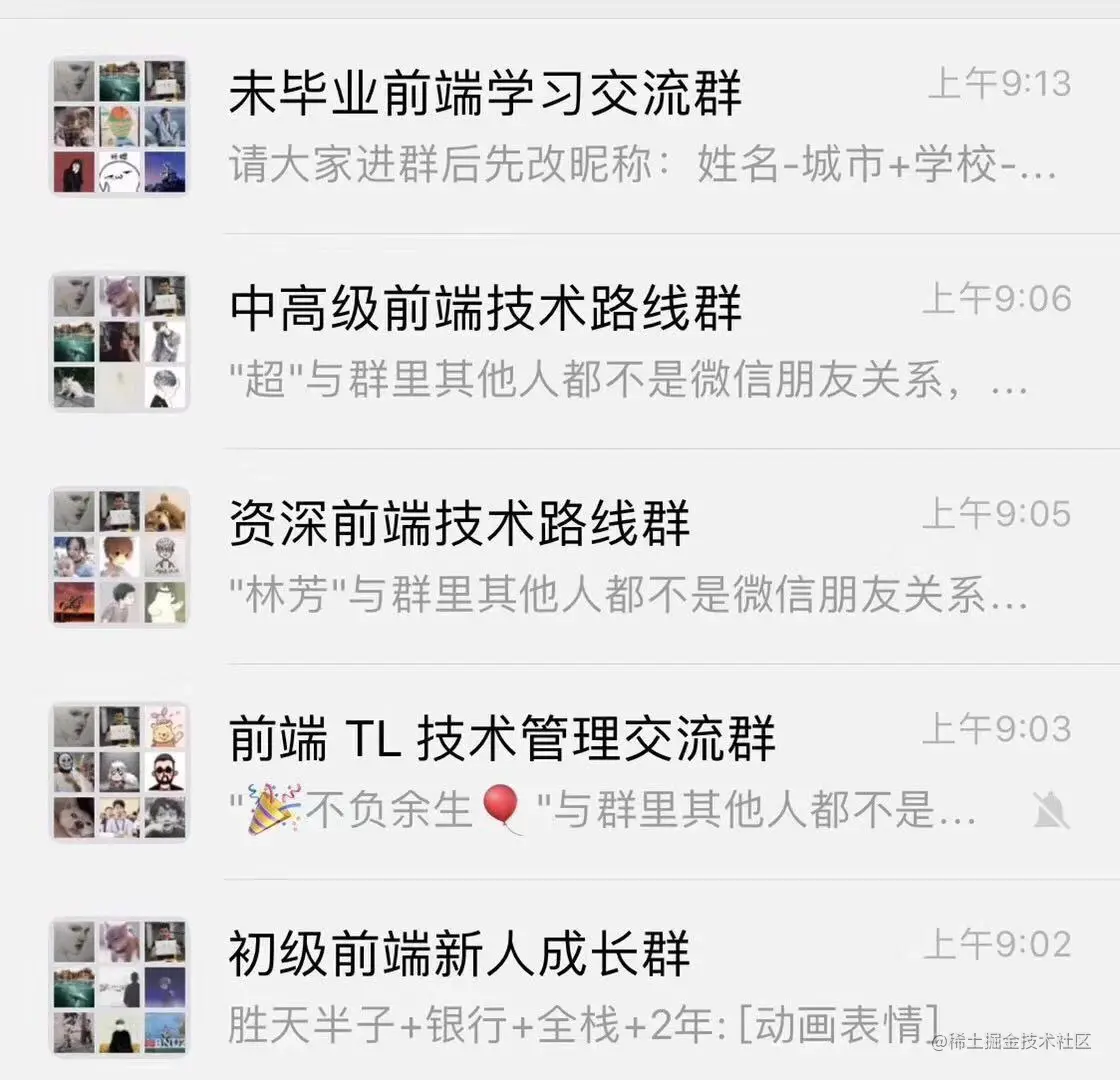 未毕业前端学习交流群
上午9:13
请大家进群后先改昵称：姓名-城市+学校-...
中高级前端技术路线群
上午9:06
"超"与群里其他人都不是微信朋友关系，...
资深前端技术路线群
上午9:05
"林芳"与群里其他人都不是微信朋友关系...
前端 TL 技术管理交流群
上午9:03
"🎉不负余生🎈"与群里其他人都不是...
初级前端新人成长群
上午9:02
胜天半子+银行+全栈+2年: [动画表情]
@稀土掘金技术社区